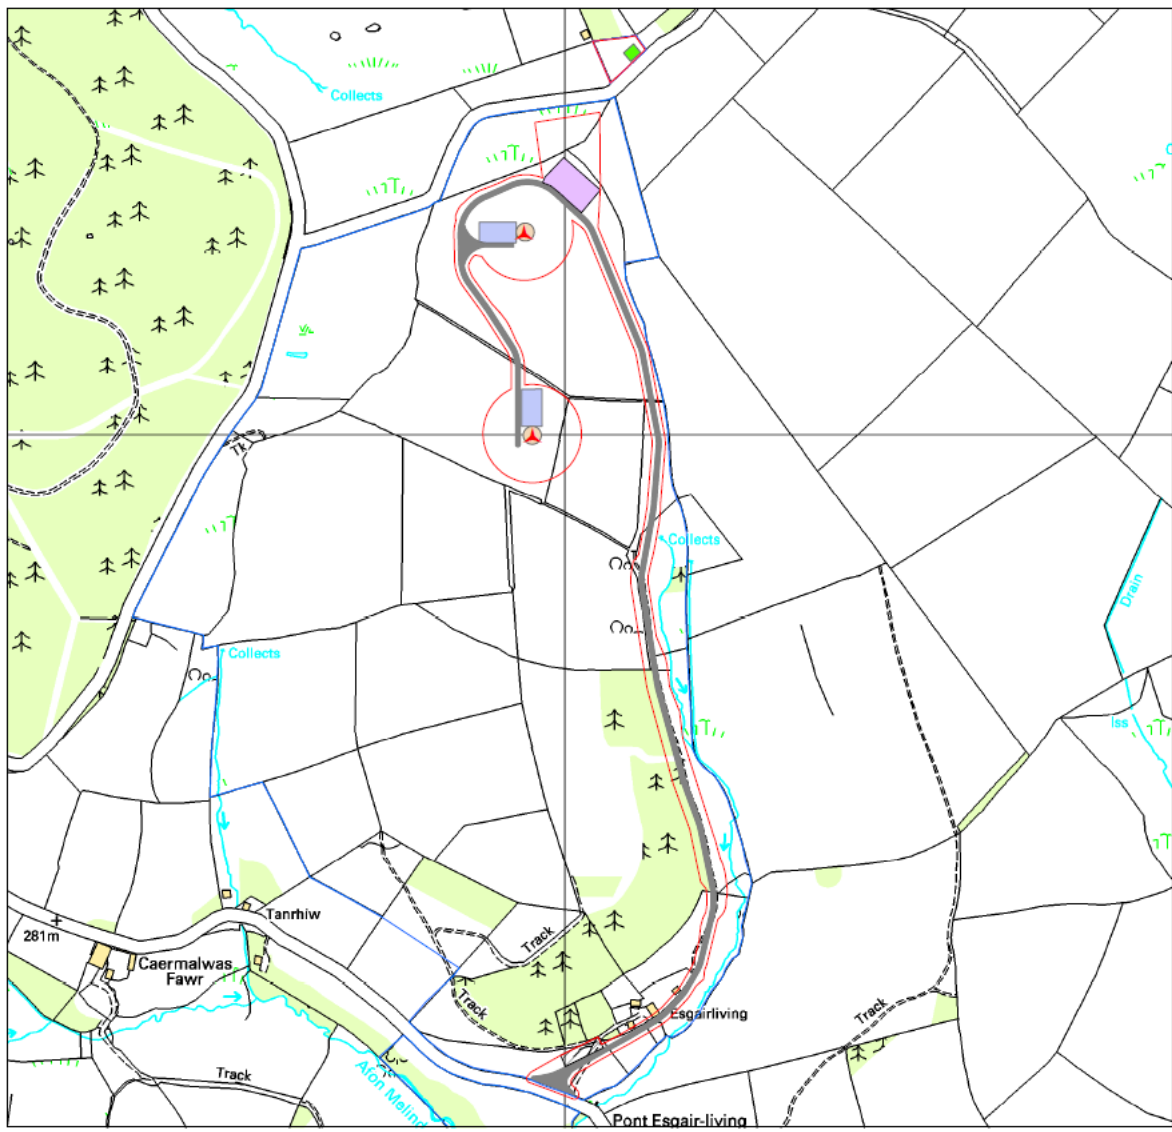 Collects
Tk
Collects
Collects
Drain
Iss
Tanrhiw
281m
Caermalwas
Fawr
Track
Track
Esgairliving
Track
Track
Afon Melind
Pont Esgair-living